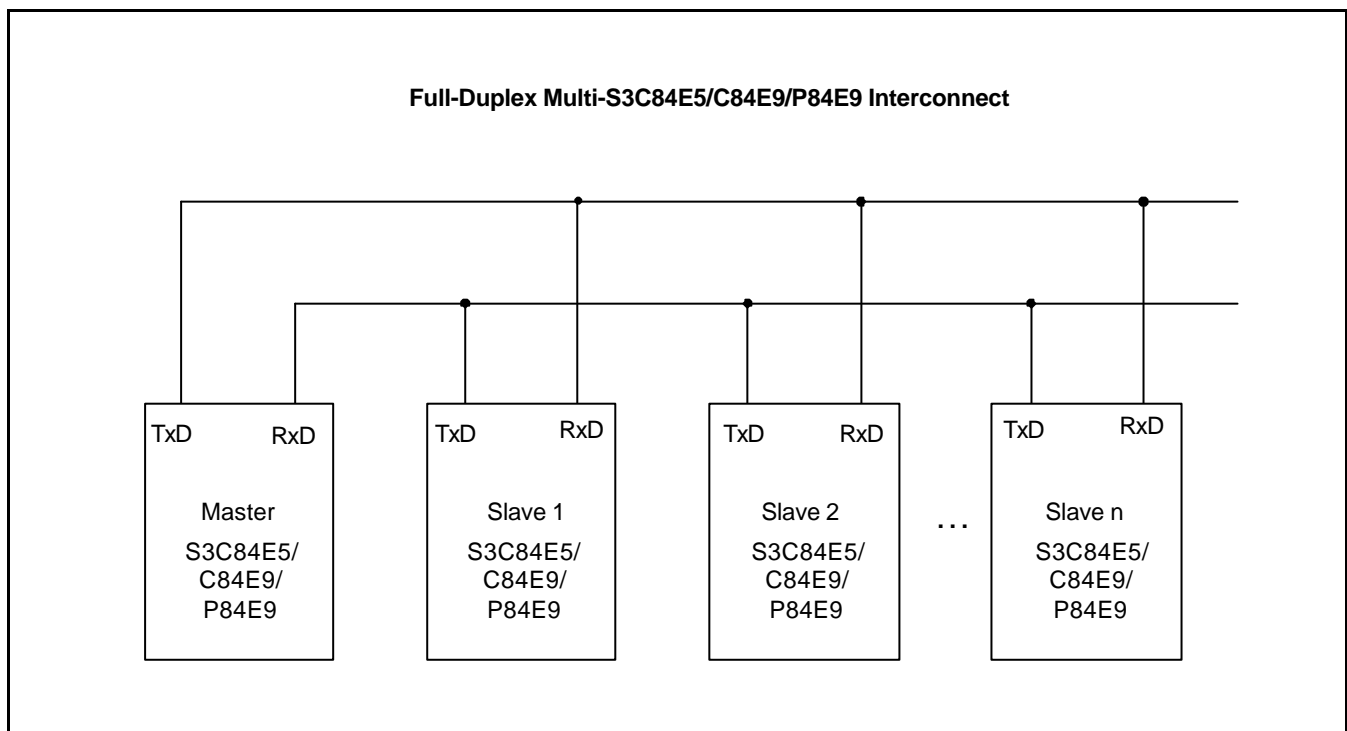 Full-Duplex Multi-S3C84E5/C84E9/P84E9 Interconnect
TxD RxD
Master
S3C84E5/
C84E9/
P84E9
TxD RxD
Slave 1
S3C84E5/
C84E9/
P84E9
TxD RxD
Slave 2
S3C84E5/
C84E9/
P84E9
...
TxD RxD
Slave n
S3C84E5/
C84E9/
P84E9